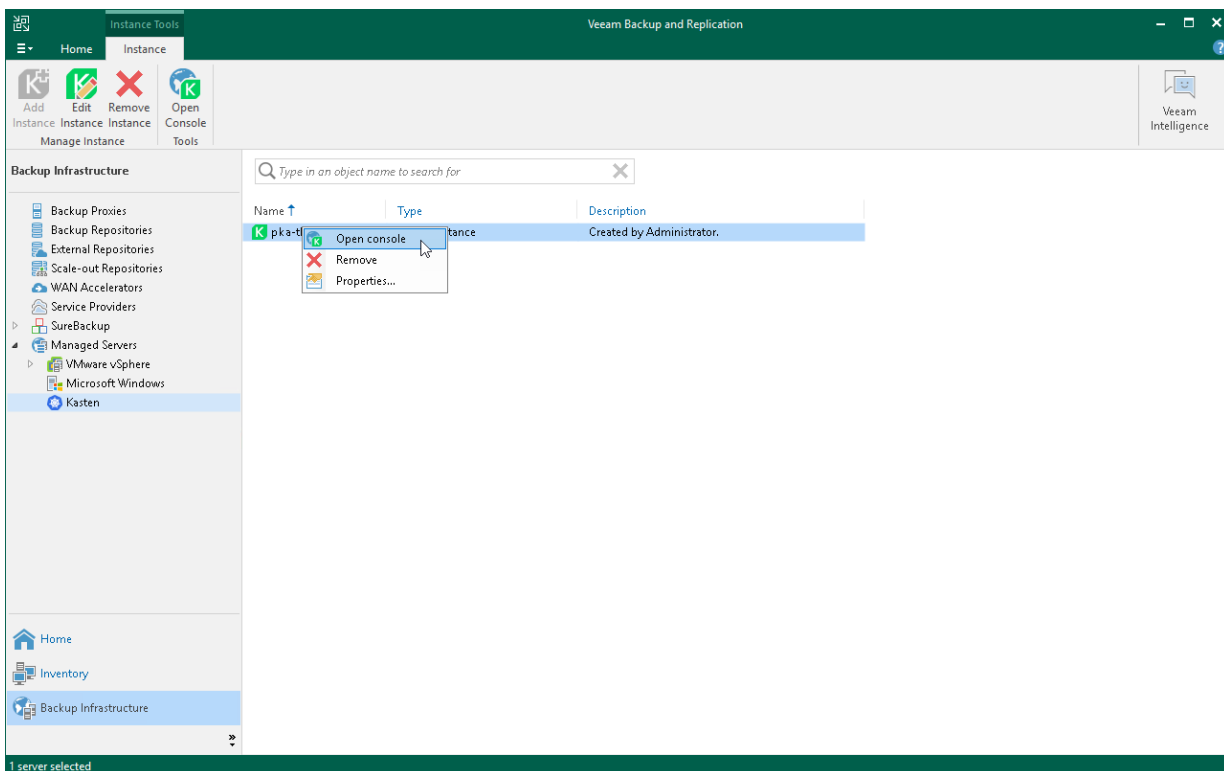 Instance Tools
Veeam Backup and Replication
Home
Instance
Add Instance
Edit Instance
Remove Instance
Open Console
Manage Instance
Tools
Veeam Intelligence
Backup Infrastructure
Type in an object name to search for
Backup Proxies
Backup Repositories
External Repositories
Scale-out Repositories
WAN Accelerators
Service Providers
SureBackup
Managed Servers
VMware vSphere
Microsoft Windows
Kasten
Name
Type
Description
Created by Administrator.
Open console
Remove
Properties...
Home
Inventory
Backup Infrastructure
1 server selected